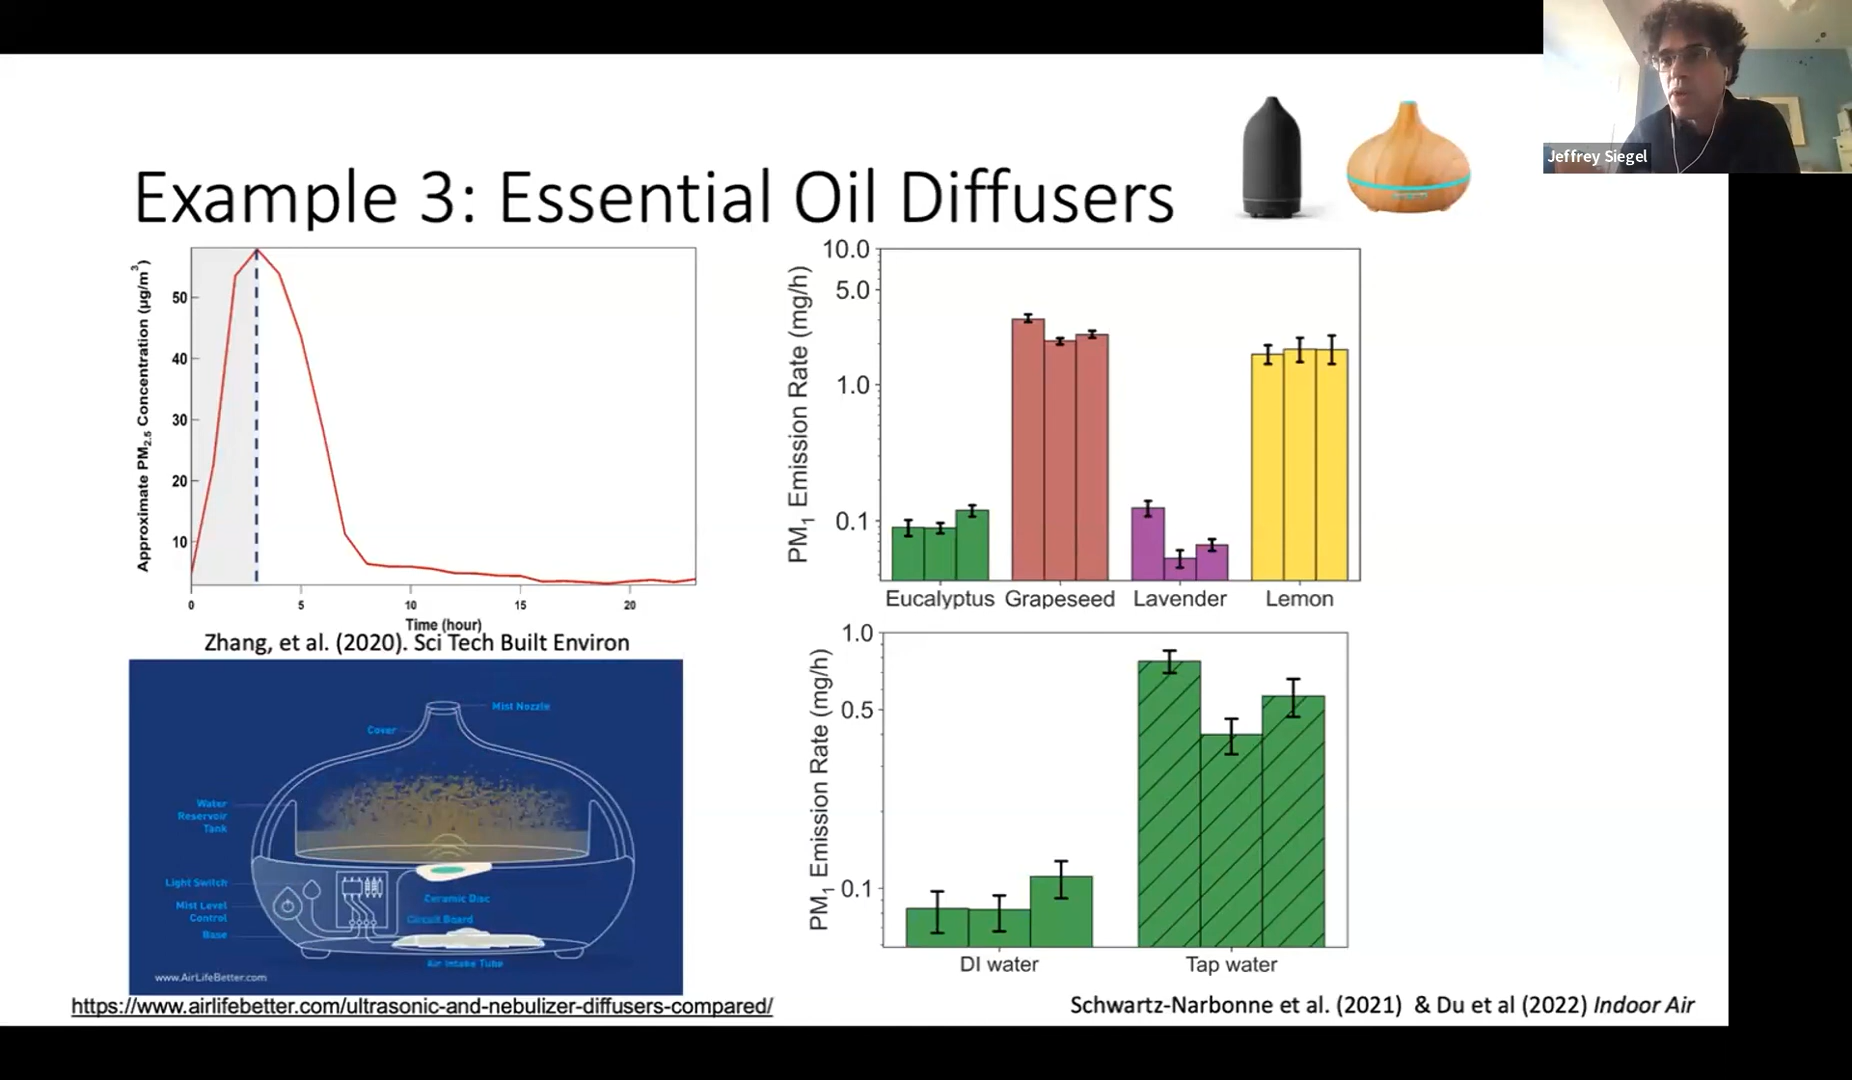 Jeffrey Siegel
Example 3: Essential Oil Diffusers
Approximate PM2.5 Concentration (µg/m3)
50
40
30
20
10
0
5
10
15
20
Time (hour)
Zhang, et al. (2020). Sci Tech Built Environ
PM1 Emission Rate (mg/h)
10.0
5.0
1.0
0.1
Eucalyptus
Grapeseed
Lavender
Lemon
Mist Nozzle
Cover
Water
Reservoir
Tank
Light Switch
Mist Level
Control
Base
Ceramic Disc
Circuit Board
Air Intake Tube
www.AirLifeBetter.com
https://www.airlifebetter.com/ultrasonic-and-nebulizer-diffusers-compared/
PM1 Emission Rate (mg/h)
1.0
0.5
0.1
DI water
Tap water
Schwartz-Narbonne et al. (2021) & Du et al (2022) Indoor Air